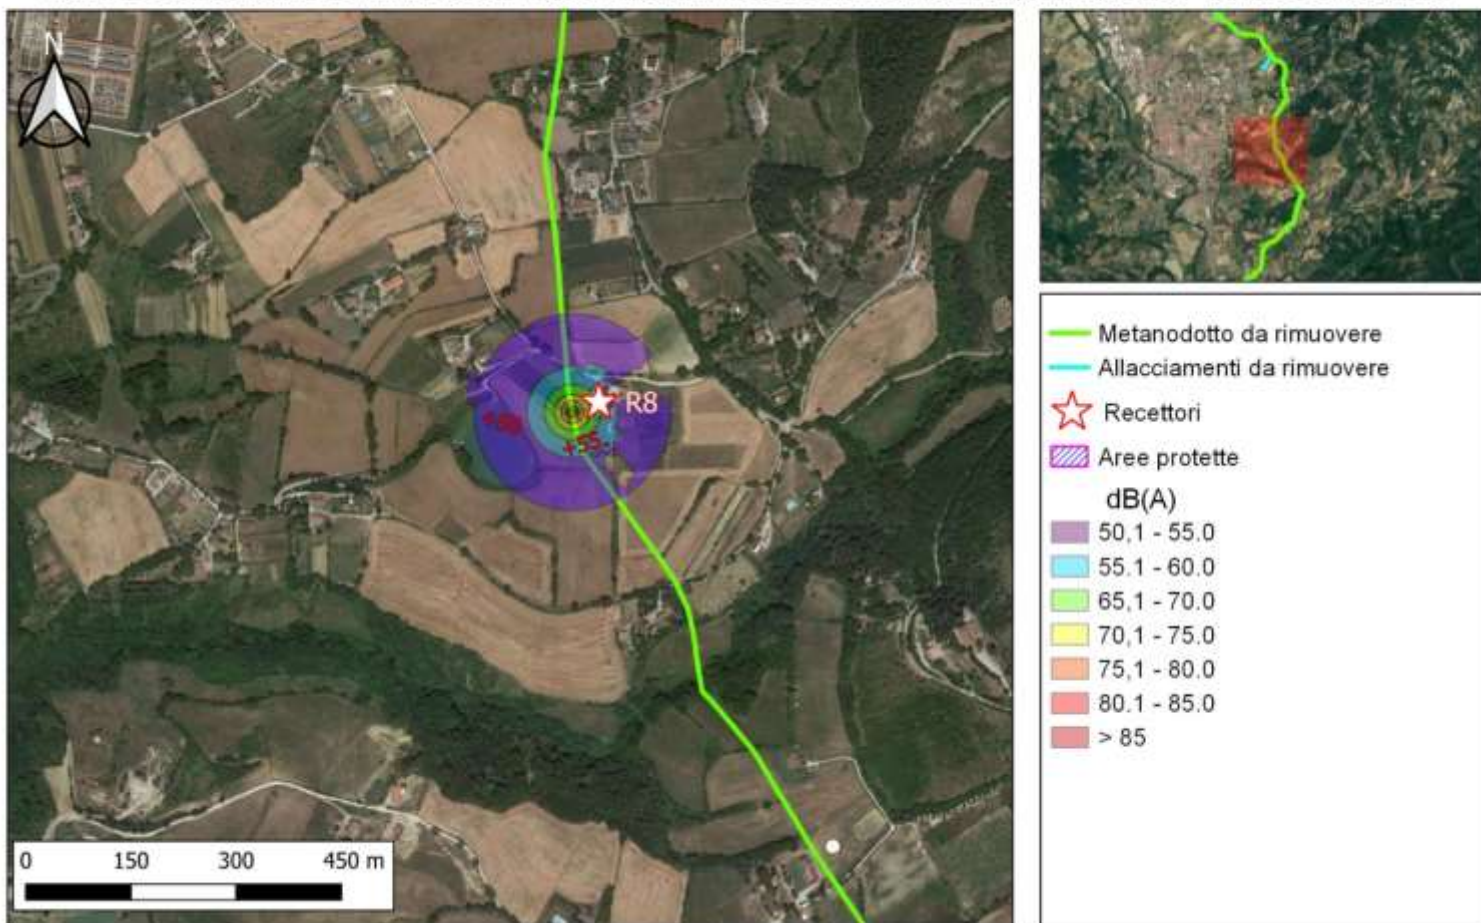 N
R8
+55
0 150 300 450 m
Metanodotto da rimuovere
Allacciamenti da rimuovere
Recettori
Aree protette
dB(A)
50,1 - 55.0
55.1 - 60.0
65,1 - 70.0
70,1 - 75.0
75,1 - 80.0
80.1 - 85.0
> 85